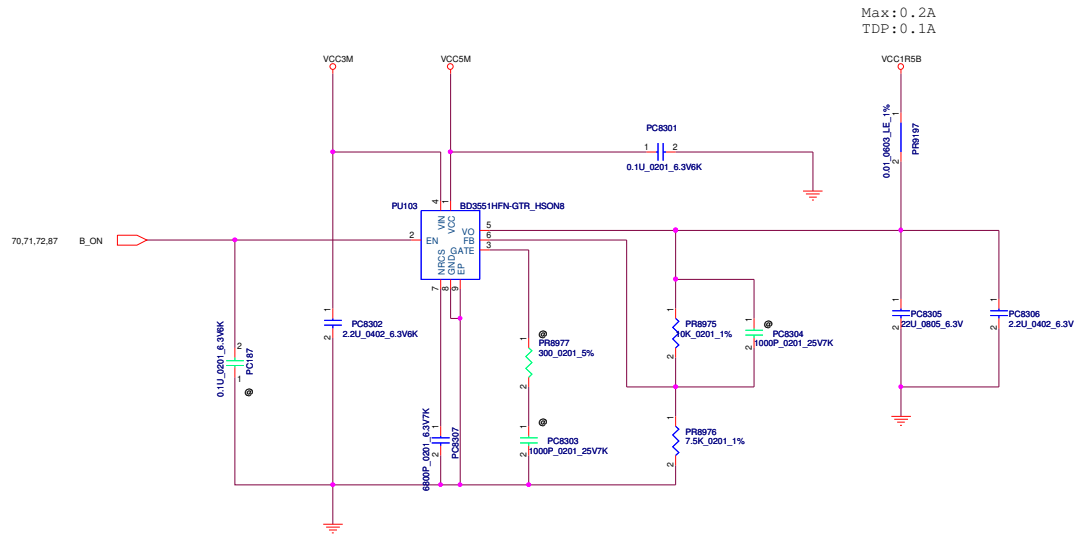 Max:0.2A
TDP:0.1A
VCC3M
VCC5M
VCC1R5B
PC8301
1
2
0.1U_0201_6.3V6K
1
2
0.01_0603_LE_1%
PR9197
PU103
4
1
BD3551HFN-GTR_HSON8
VIN
VCC
70,71,72,87
B_ON
2
EN
VO
5
FB
6
GATE
3
NRCS
GND
EP
7
8
9
1
2
PC8302
2.2U_0402_6.3V6K
2
1
0.1U_0201_6.3V6K
PC187
@
@
1
2
PR8977
300_0201_5%
1
2
PR8975
10K_0201_1%
@
1
2
PC8304
1000P_0201_25V7K
1
2
PC8305
22U_0805_6.3V
1
2
PC8306
2.2U_0402_6.3V
1
2
6800P_0201_6.3V7K
PC8307
@
1
2
PC8303
1000P_0201_25V7K
1
2
PR8976
7.5K_0201_1%